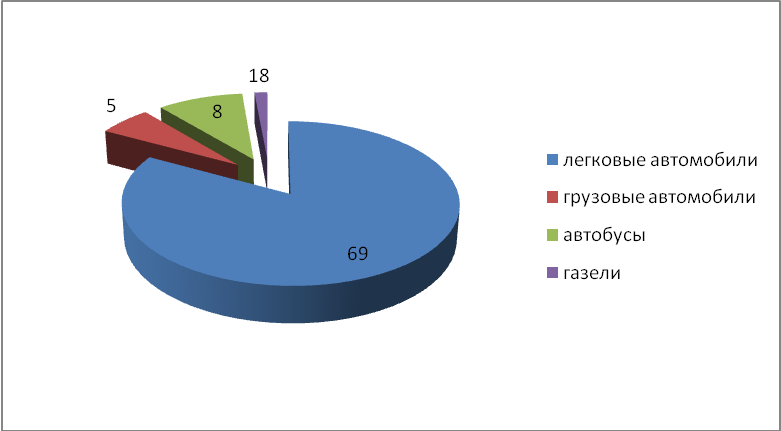 18
5
8
69
легковые автомобили
грузовые автомобили
автобусы
газели